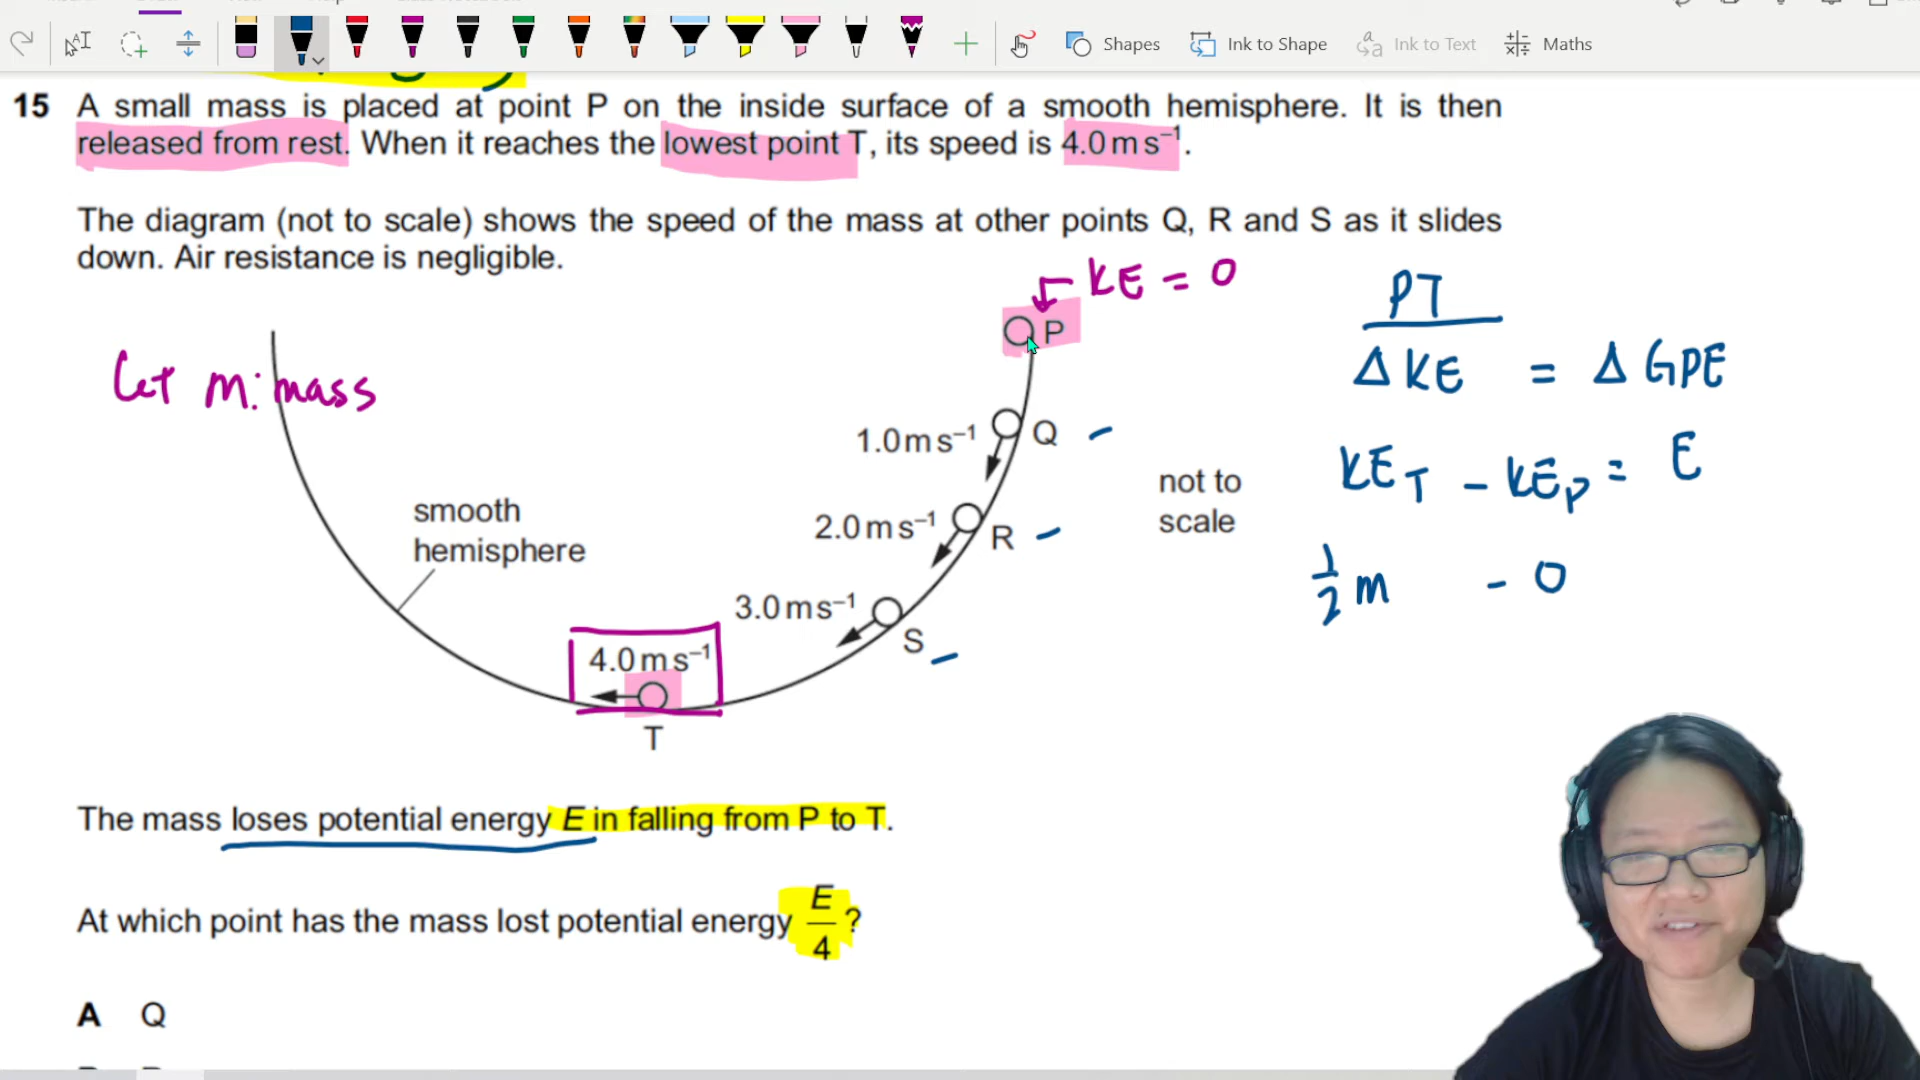 Shapes
Link to Shape
Link to Text
Maths
15 A small mass is placed at point P on the inside surface of a smooth hemisphere. It is then
released from rest. When it reaches the lowest point T, its speed is 4.0 m s⁻¹.
The diagram (not to scale) shows the speed of the mass at other points Q, R and S as it slides
down. Air resistance is negligible.
KE = 0
P
Let m: mass
1.0 m s⁻¹
Q
not to
scale
smooth
hemisphere
2.0 m s⁻¹
R
3.0 m s⁻¹
S
4.0 m s⁻¹
T
PT
Δ KE = Δ GPE
KE_T - KE_P = E
1/2 m - 0
The mass loses potential energy E in falling from P to T.
At which point has the mass lost potential energy E/4?
A Q